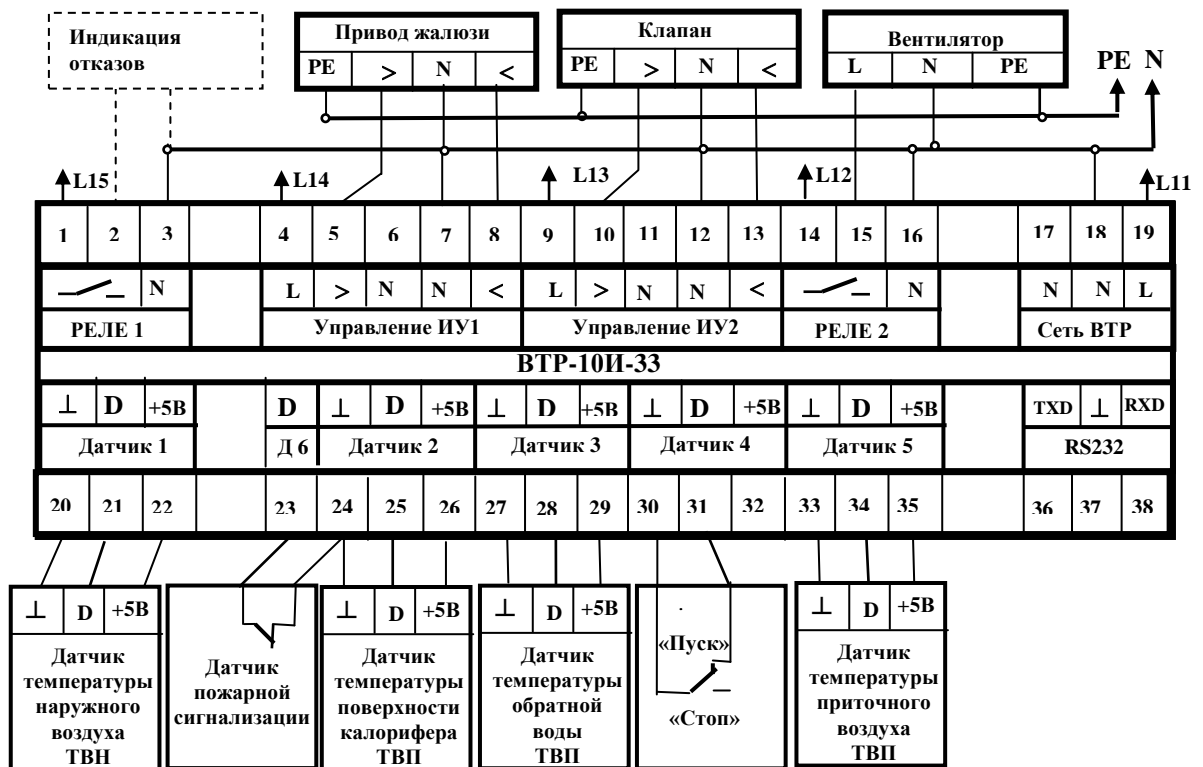 Индикация
отказов
Привод жалюзи
PE > N <
Клапан
PE > N <
Вентилятор
L N PE
PE N
L15 L14 L13 L12 L11
1 2 3 4 5 6 7 8 9 10 11 12 13 14 15 16 17 18 19
N L > N N < L > N N < N N N L
РЕЛЕ 1 Управление ИУ1 Управление ИУ2 РЕЛЕ 2 Сеть ВТР
ВТР-10И-33
⊥ D +5В D ⊥ D +5В ⊥ D +5В ⊥ D +5В ⊥ D +5В TXD ⊥ RXD
Датчик 1 Д 6 Датчик 2 Датчик 3 Датчик 4 Датчик 5 RS232
20 21 22 23 24 25 26 27 28 29 30 31 32 33 34 35 36 37 38
⊥ D +5В
Датчик
температуры
наружного
воздуха
ТВН
Датчик
пожарной
сигнализации
⊥ D +5В
Датчик
температуры
поверхности
калорифера
ТВП
⊥ D +5В
Датчик
температуры
обратной
воды
ТВП
«Пуск»
«Стоп»
⊥ D +5В
Датчик
температуры
приточного
воздуха
ТВП